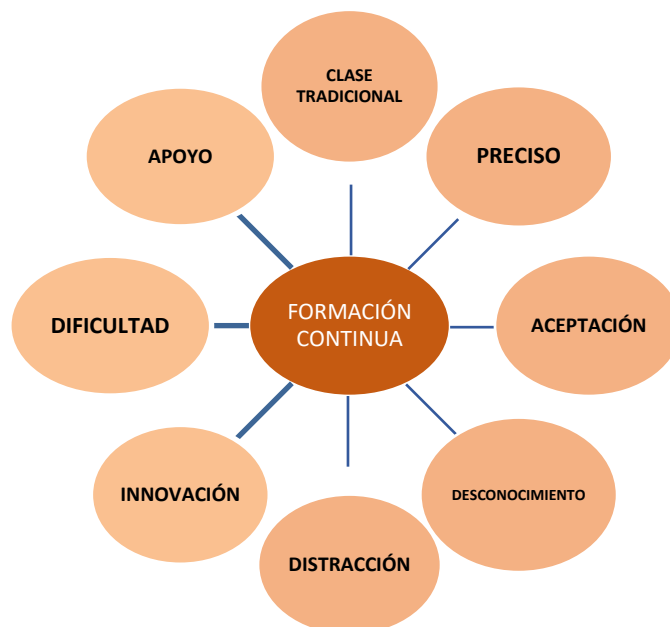 CLASE
TRADICIONAL
APOYO
PRECISO
DIFICULTAD
FORMACIÓN
CONTINUA
ACEPTACIÓN
INNOVACIÓN
DESCONOCIMIENTO
DISTRACCIÓN